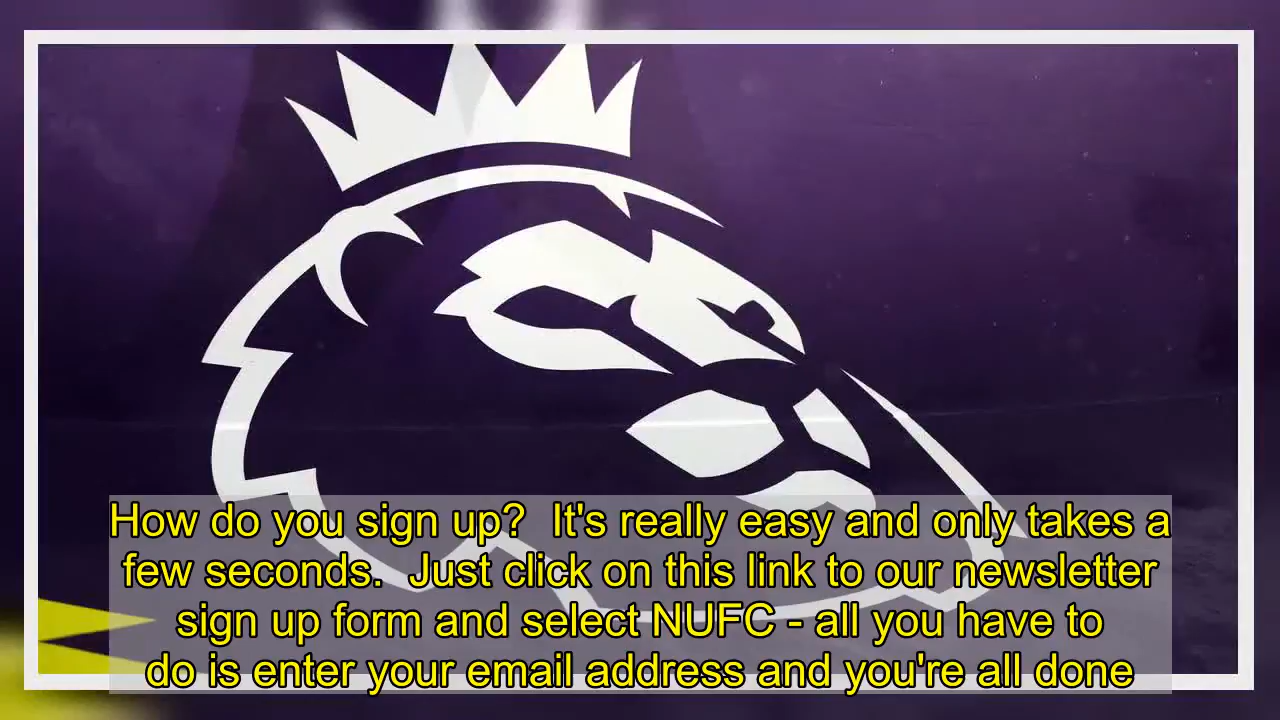 How do you sign up?  It's really easy and only takes a
few seconds.  Just click on this link to our newsletter
sign up form and select NUFC - all you have to
do is enter your email address and you're all done